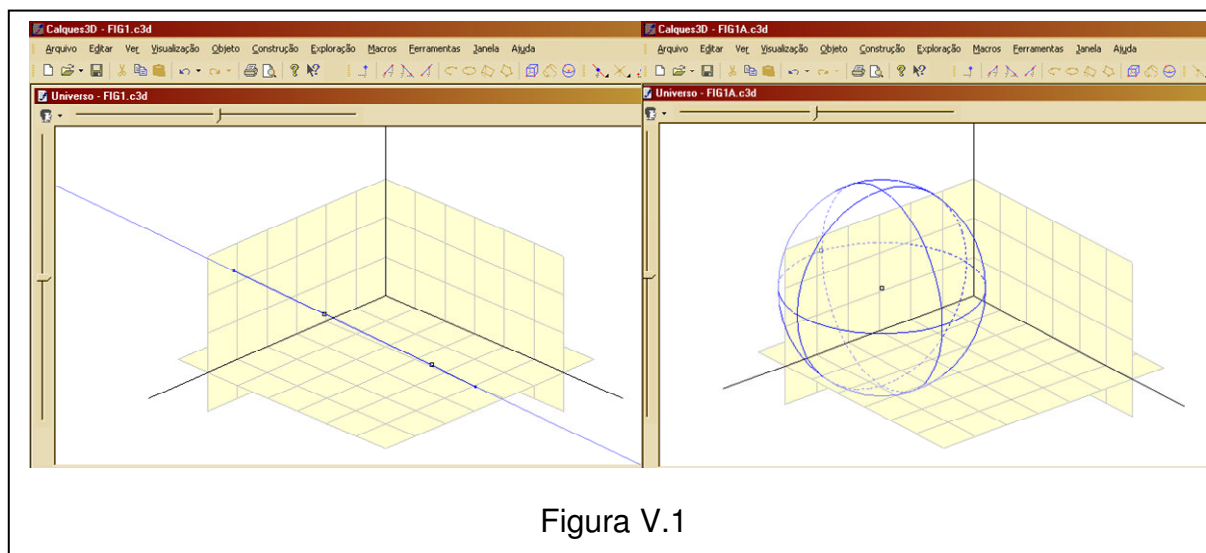 Calques3D - FIG1.c3d
Arquivo Editar Ver Visualização Objeto Construção Exploração Macros Ferramentas Janela Ajuda
Universo - FIG1.c3d
Calques3D - FIG1A.c3d
Arquivo Editar Ver Visualização Objeto Construção Exploração Macros Ferramentas Janela Ajuda
Universo - FIG1A.c3d
Figura V.1